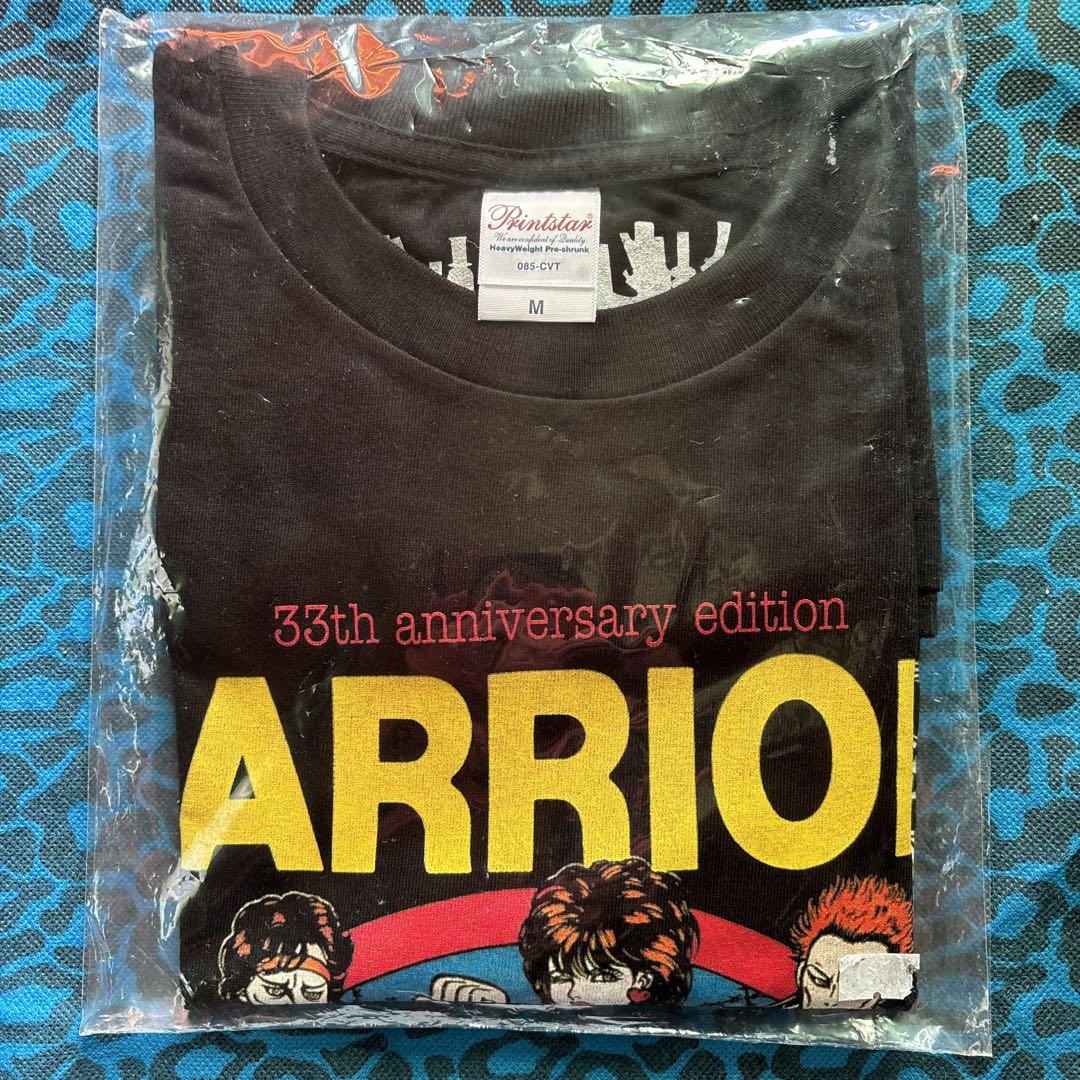 Printstar®
We are confident of Quality.
HeavyWeight Pre-shrunk
085-CVT
M
33th anniversary edition
ARRIO